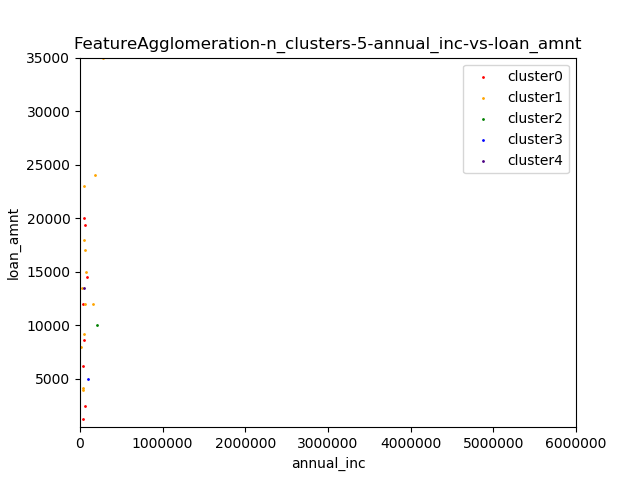 FeatureAgglomeration-n_clusters-5-annual_inc-vs-loan_amnt
35000
30000
25000
20000
15000
10000
5000
loan_amnt
cluster0
cluster1
cluster2
cluster3
cluster4
0 1000000 2000000 3000000 4000000 5000000 6000000
annual_inc